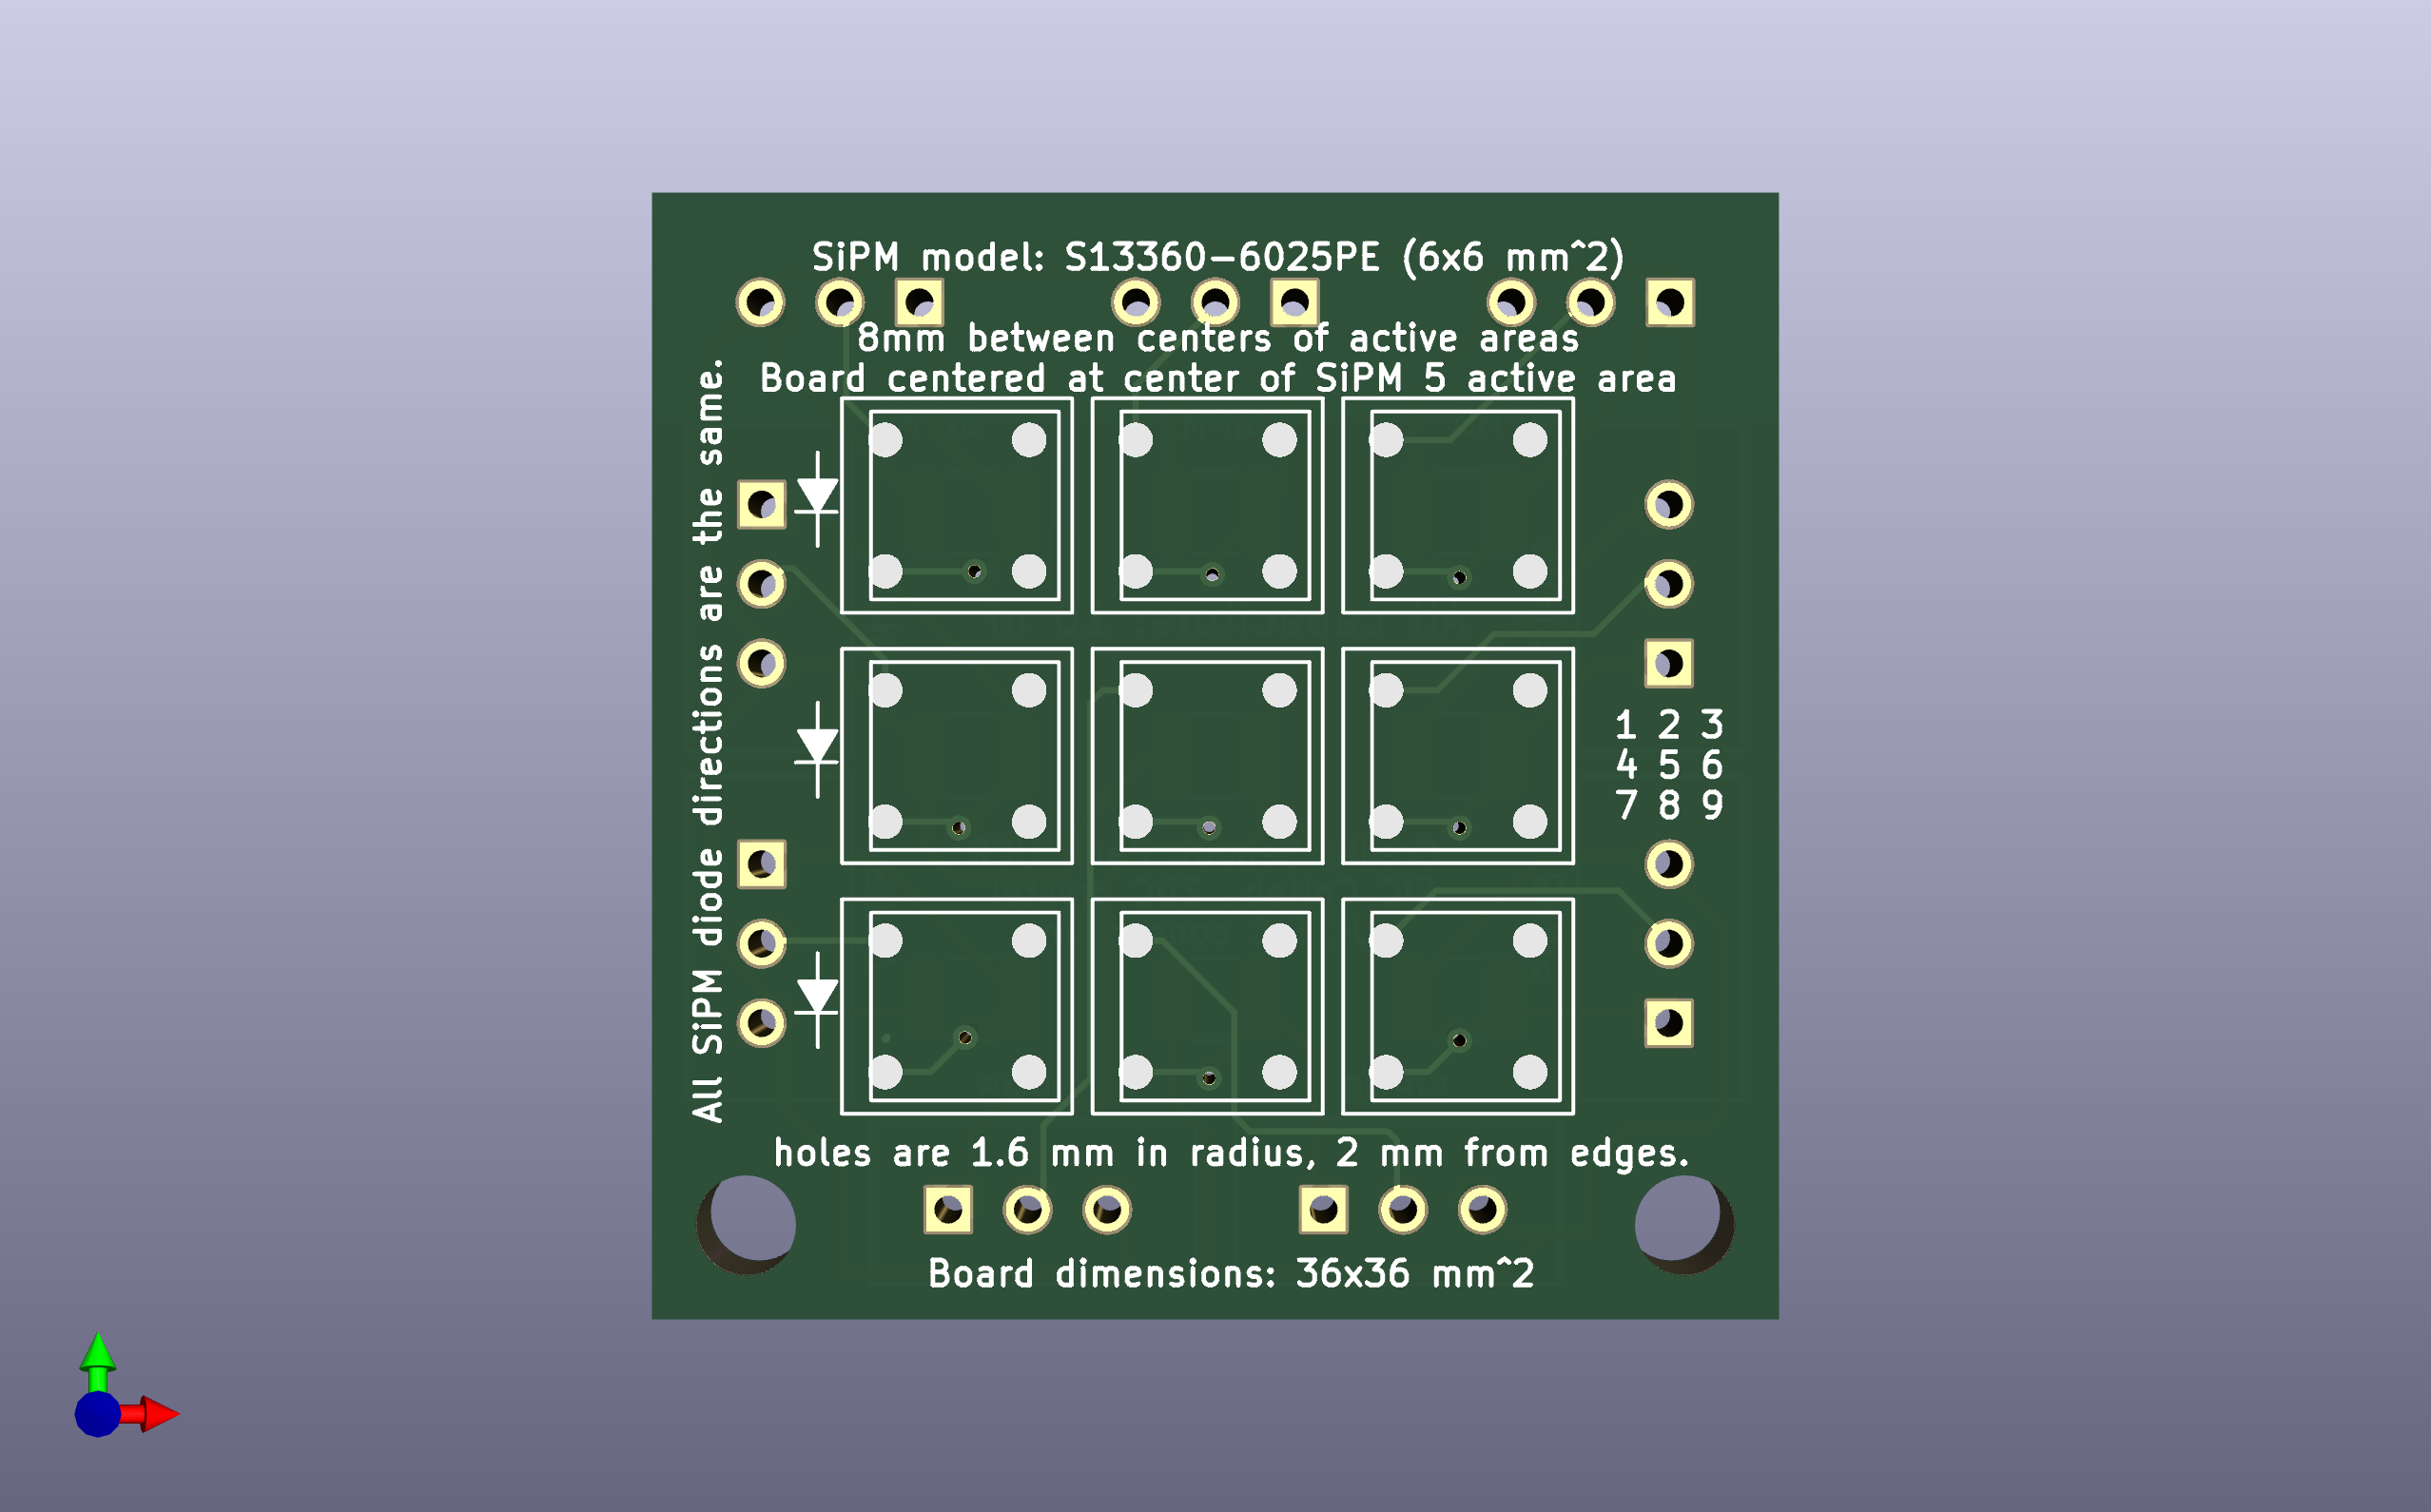 SiPM model: S13360-6025PE (6x6 mm^2)
8mm between centers of active areas
Board centered at center of SiPM 5 active area
All SiPM diode directions are the same.
1 2 3
4 5 6
7 8 9
holes are 1.6 mm in radius, 2 mm from edges.
Board dimensions: 36x36 mm^2